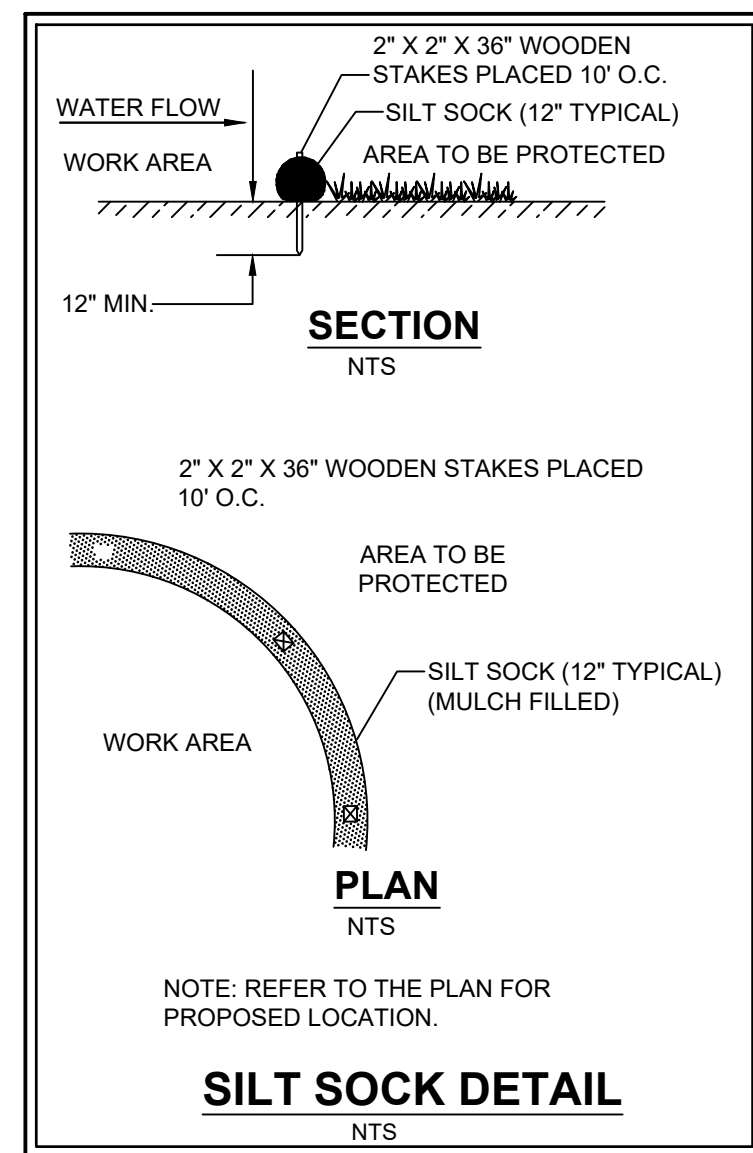 2" X 2" X 36" WOODEN
STAKES PLACED 10' O.C.
WATER FLOW
SILT SOCK (12" TYPICAL)
WORK AREA
AREA TO BE PROTECTED
12" MIN.
SECTION
NTS
2" X 2" X 36" WOODEN STAKES PLACED
10' O.C.
AREA TO BE
PROTECTED
SILT SOCK (12" TYPICAL)
(MULCH FILLED)
WORK AREA
PLAN
NTS
NOTE: REFER TO THE PLAN FOR
PROPOSED LOCATION.
SILT SOCK DETAIL
NTS